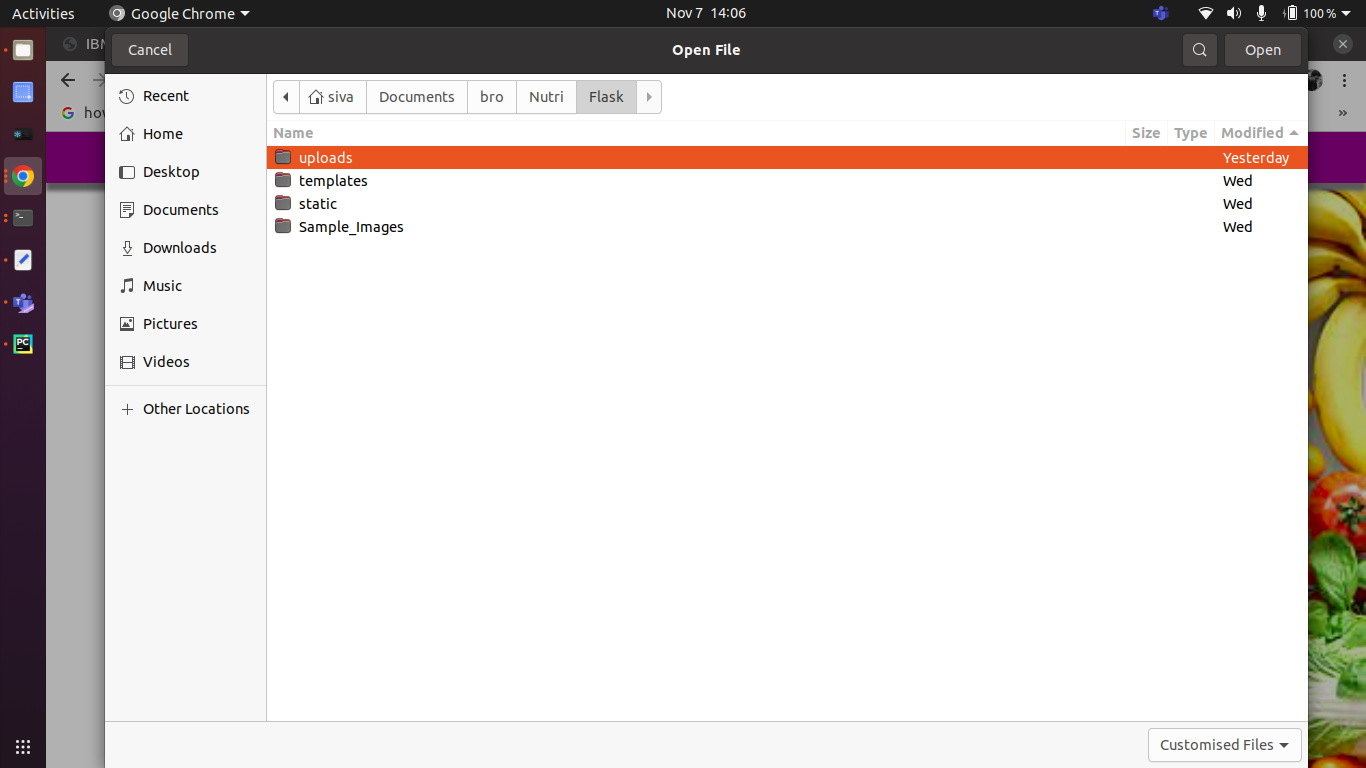 Activities Google Chrome Nov 7 14:06 100 %
IBM
Cancel Open File Open
how
Recent
Home
Desktop
Documents
Downloads
Music
Pictures
Videos
Other Locations
siva Documents bro Nutri Flask
Name Size Type Modified
uploads Yesterday
templates Wed
static Wed
Sample_Images Wed
Customised Files